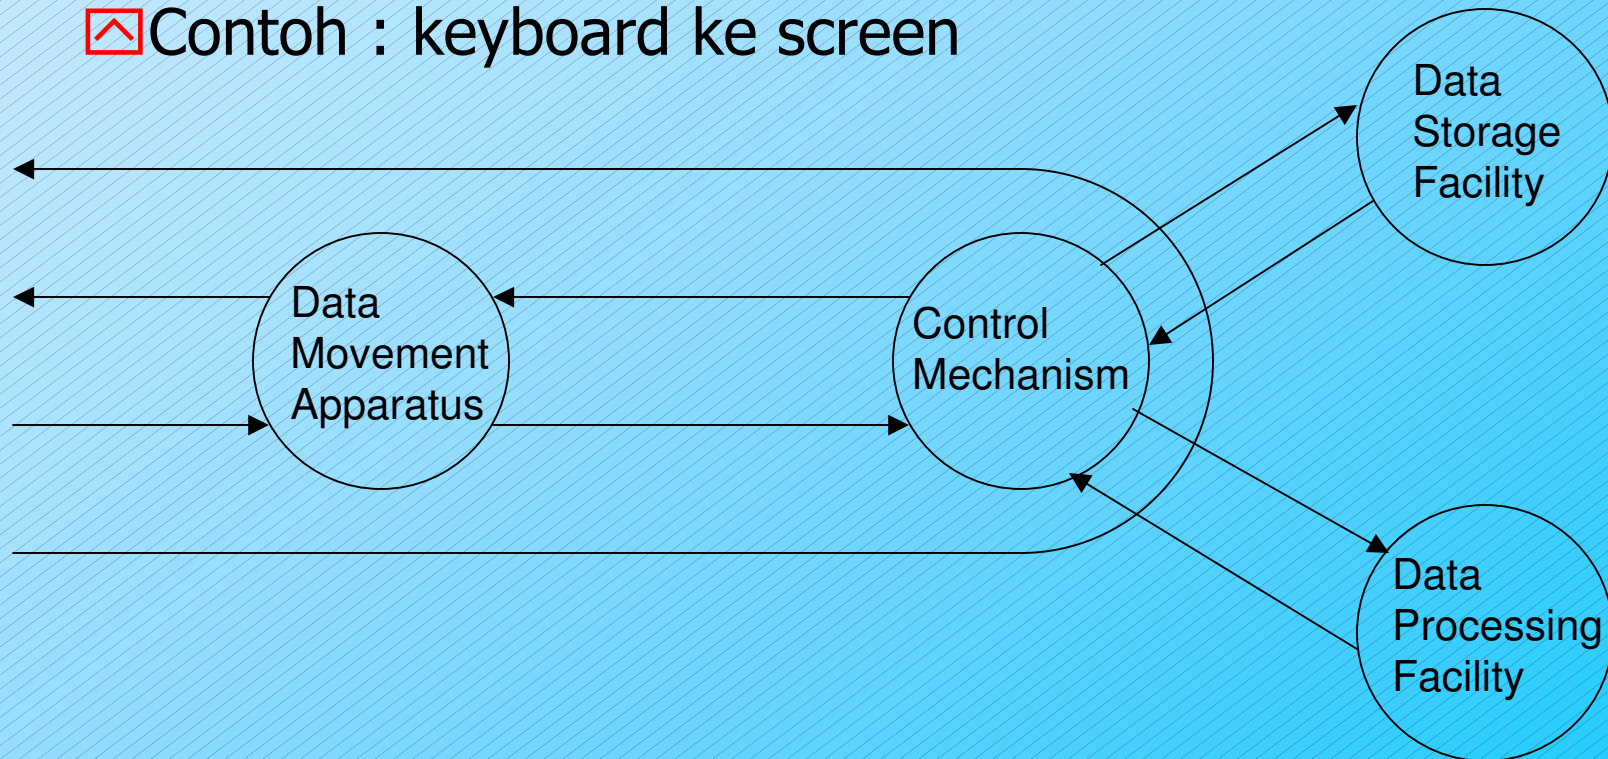 Contoh : keyboard ke screen
Data
Storage
Facility
Data
Movement
Apparatus
Control
Mechanism
Data
Processing
Facility